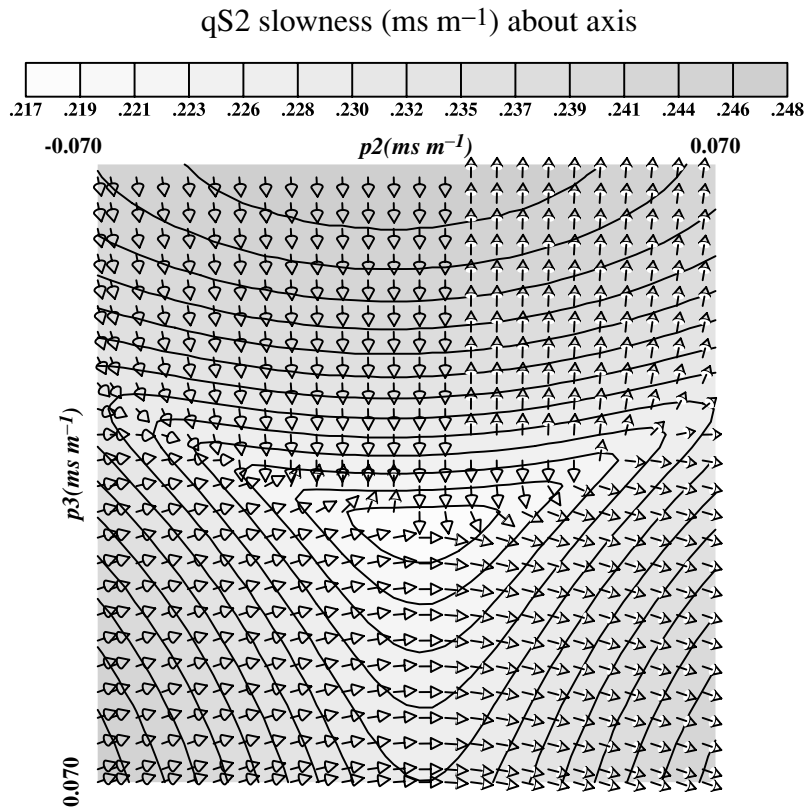 qS2 slowness (ms m–1) about axis
.217 .219 .221 .223 .226 .228 .230 .232 .235 .237 .239 .241 .244 .246 .248
-0.070 p2(ms m–1) 0.070
p3(ms m–1)
0.070